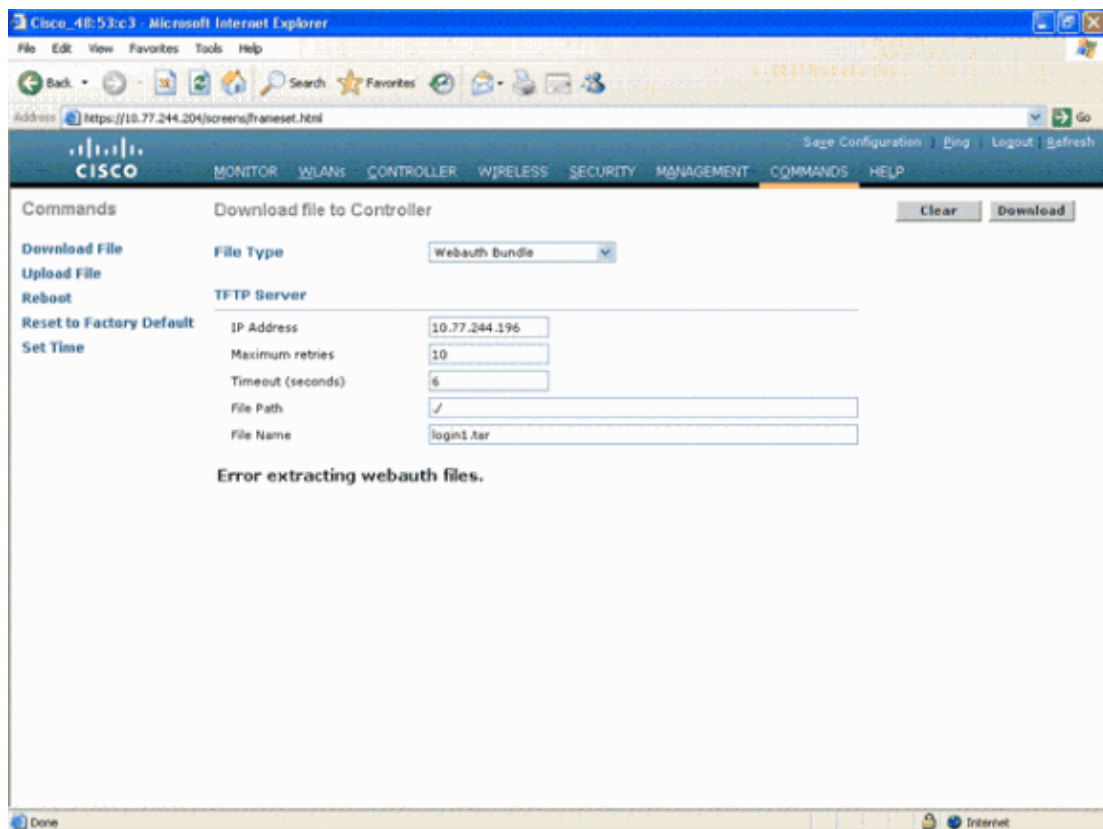 Cisco_48:53:c3 - Microsoft Internet Explorer
File Edit View Favorites Tools Help
Back Search Favorites
Address https://10.77.244.204/screens/frameset.html Go
Save Configuration | Ping | Logout | Refresh
CISCO MONITOR WLANs CONTROLLER WIRELESS SECURITY MANAGEMENT COMMANDS HELP
Commands
Download File
Upload File
Reboot
Reset to Factory Default
Set Time
Download file to Controller
Clear Download
File Type Webauth Bundle
TFTP Server
IP Address 10.77.244.196
Maximum retries 10
Timeout (seconds) 6
File Path ./
File Name login1.tar
Error extracting webauth files.
Done Internet